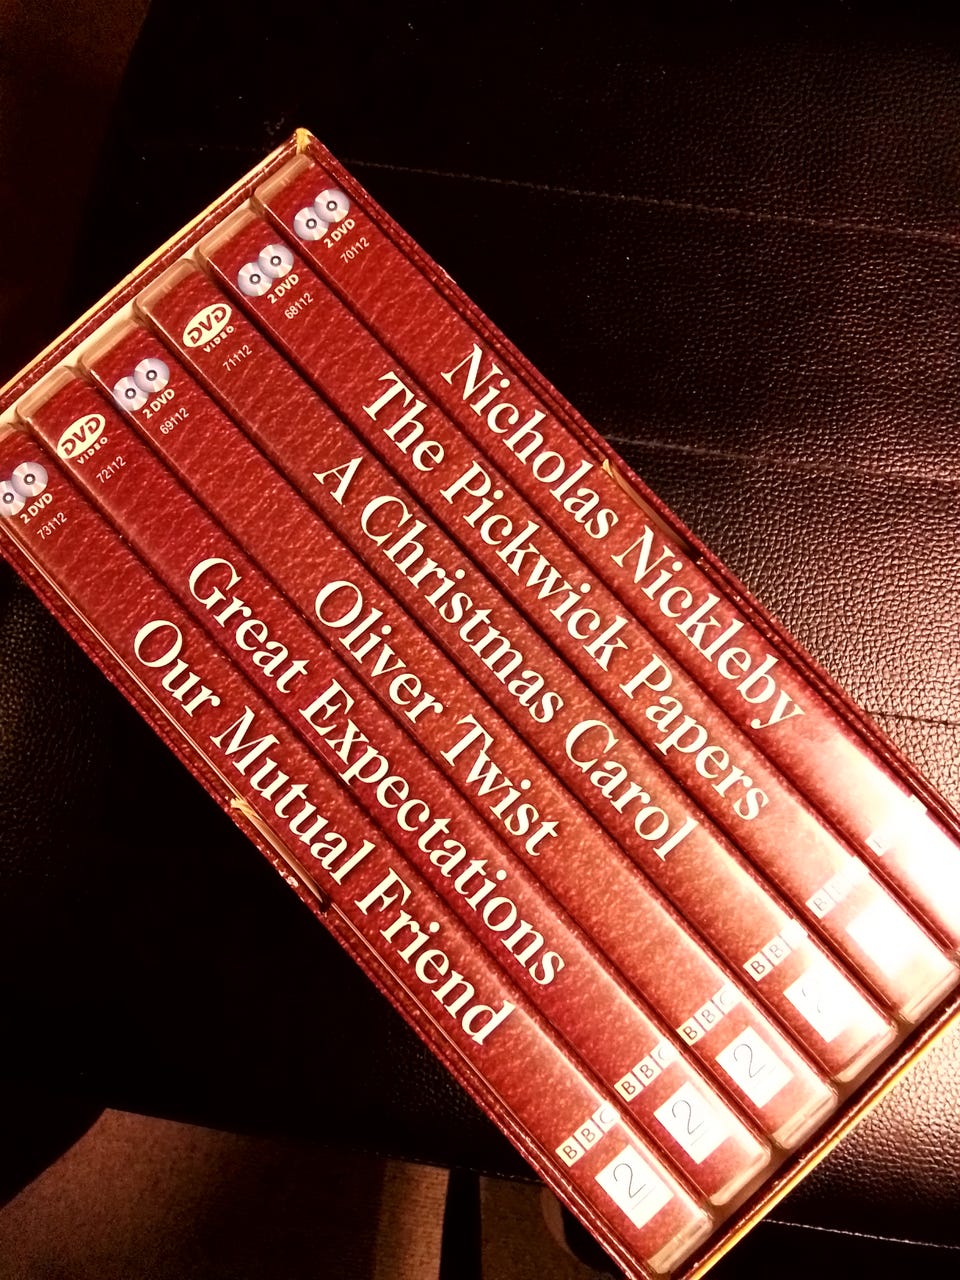 2 DVD
70112
Nicholas Nickleby
2 DVD
68112
The Pickwick Papers
DVD
VIDEO
71112
A Christmas Carol
2 DVD
69112
Oliver Twist
BBC
2
DVD
VIDEO
72112
Great Expectations
BBC
2
2 DVD
73112
Our Mutual Friend
BBC
2